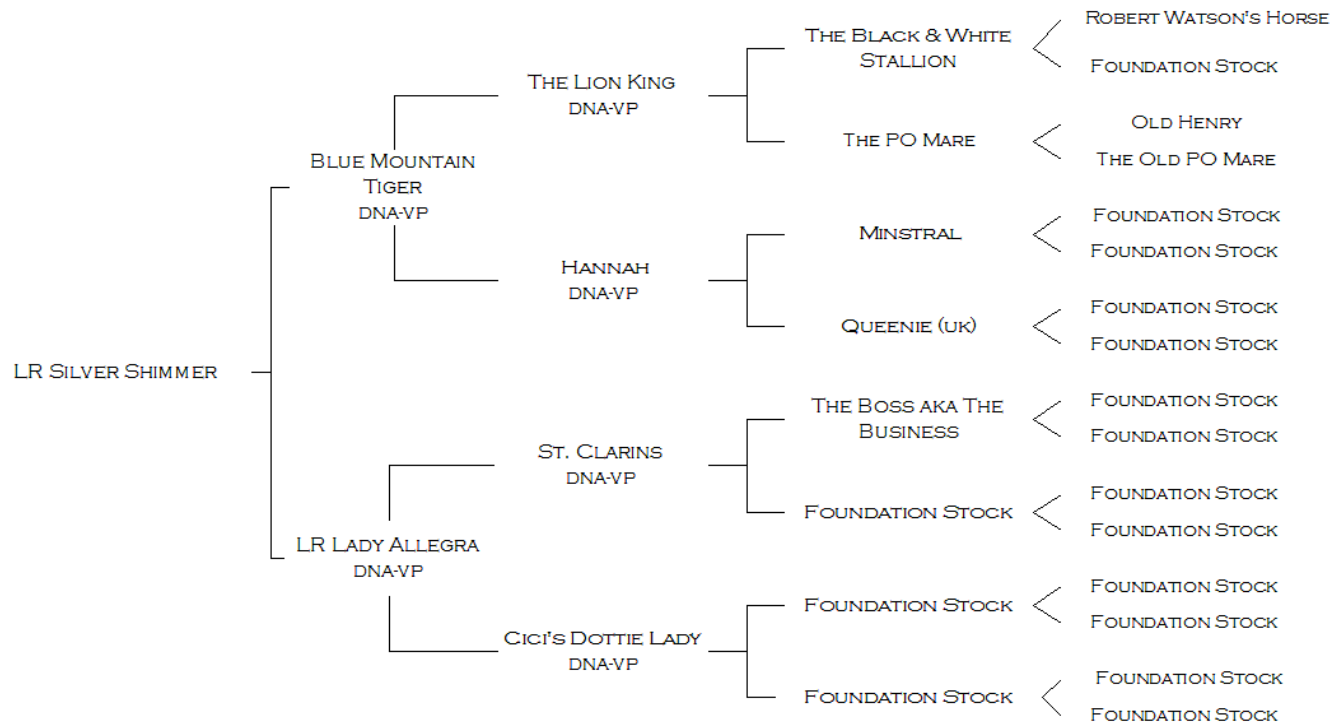 Robert Watson's Horse
The Black & White
Stallion
Foundation Stock
The Lion King
DNA-VP
Old Henry
The PO Mare
The Old PO Mare
Blue Mountain
Tiger
DNA-VP
Foundation Stock
Minstral
Foundation Stock
Hannah
DNA-VP
Foundation Stock
Queenie (UK)
Foundation Stock
LR Silver Shimmer
Foundation Stock
The Boss aka The
Business
Foundation Stock
St. Clarins
DNA-VP
Foundation Stock
Foundation Stock
Foundation Stock
LR Lady Allegra
DNA-VP
Foundation Stock
Foundation Stock
Foundation Stock
Cici's Dottie Lady
DNA-VP
Foundation Stock
Foundation Stock
Foundation Stock